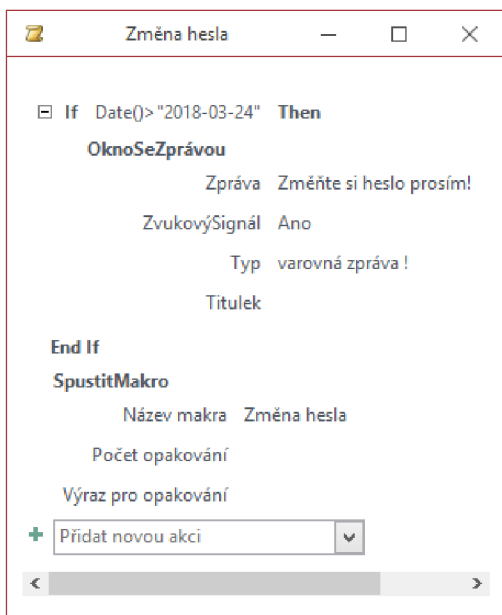 Změna hesla
If Date()>"2018-03-24" Then
OknoSeZprávou
Zpráva Změňte si heslo prosím!
ZvukovýSignál Ano
Typ varovná zpráva !
Titulek
End If
SpustitMakro
Název makra Změna hesla
Počet opakování
Výraz pro opakování
Přidat novou akci